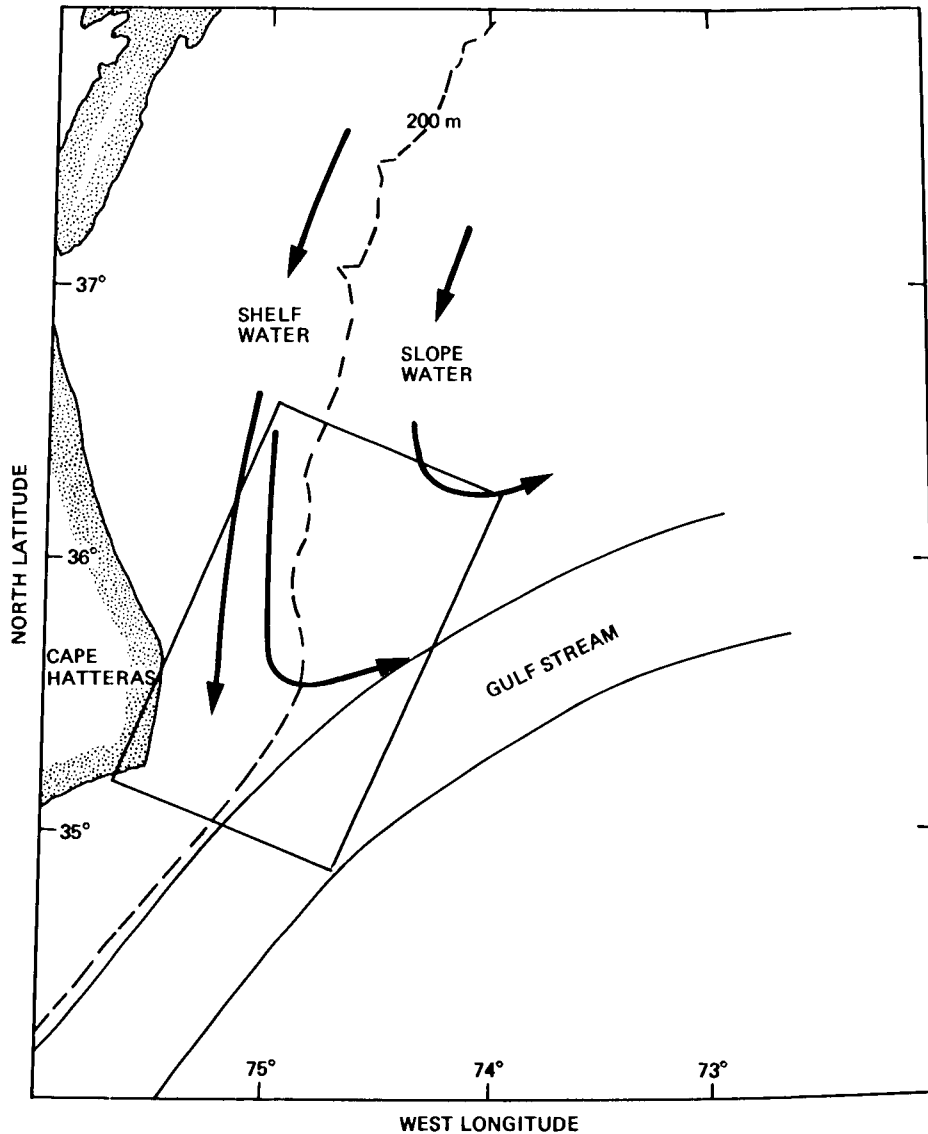 200 m
37°
SHELF
WATER
SLOPE
WATER
NORTH LATITUDE
36°
CAPE
HATTERAS
GULF STREAM
35°
75°
74°
73°
WEST LONGITUDE